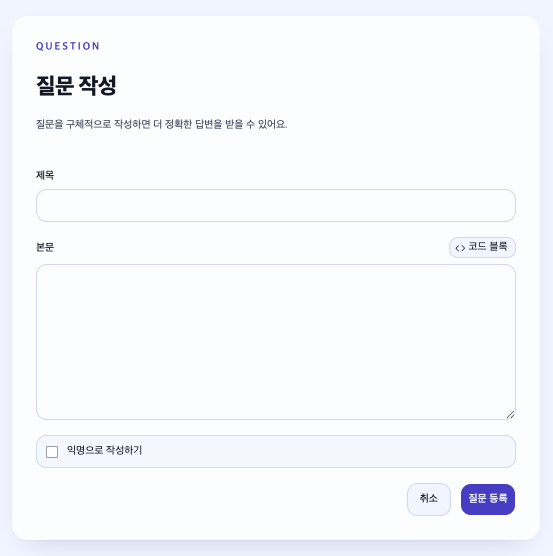 QUESTION
질문 작성
질문을 구체적으로 작성하면 더 정확한 답변을 받을 수 있어요.
제목
본문
<> 코드 블록
익명으로 작성하기
취소
질문 등록